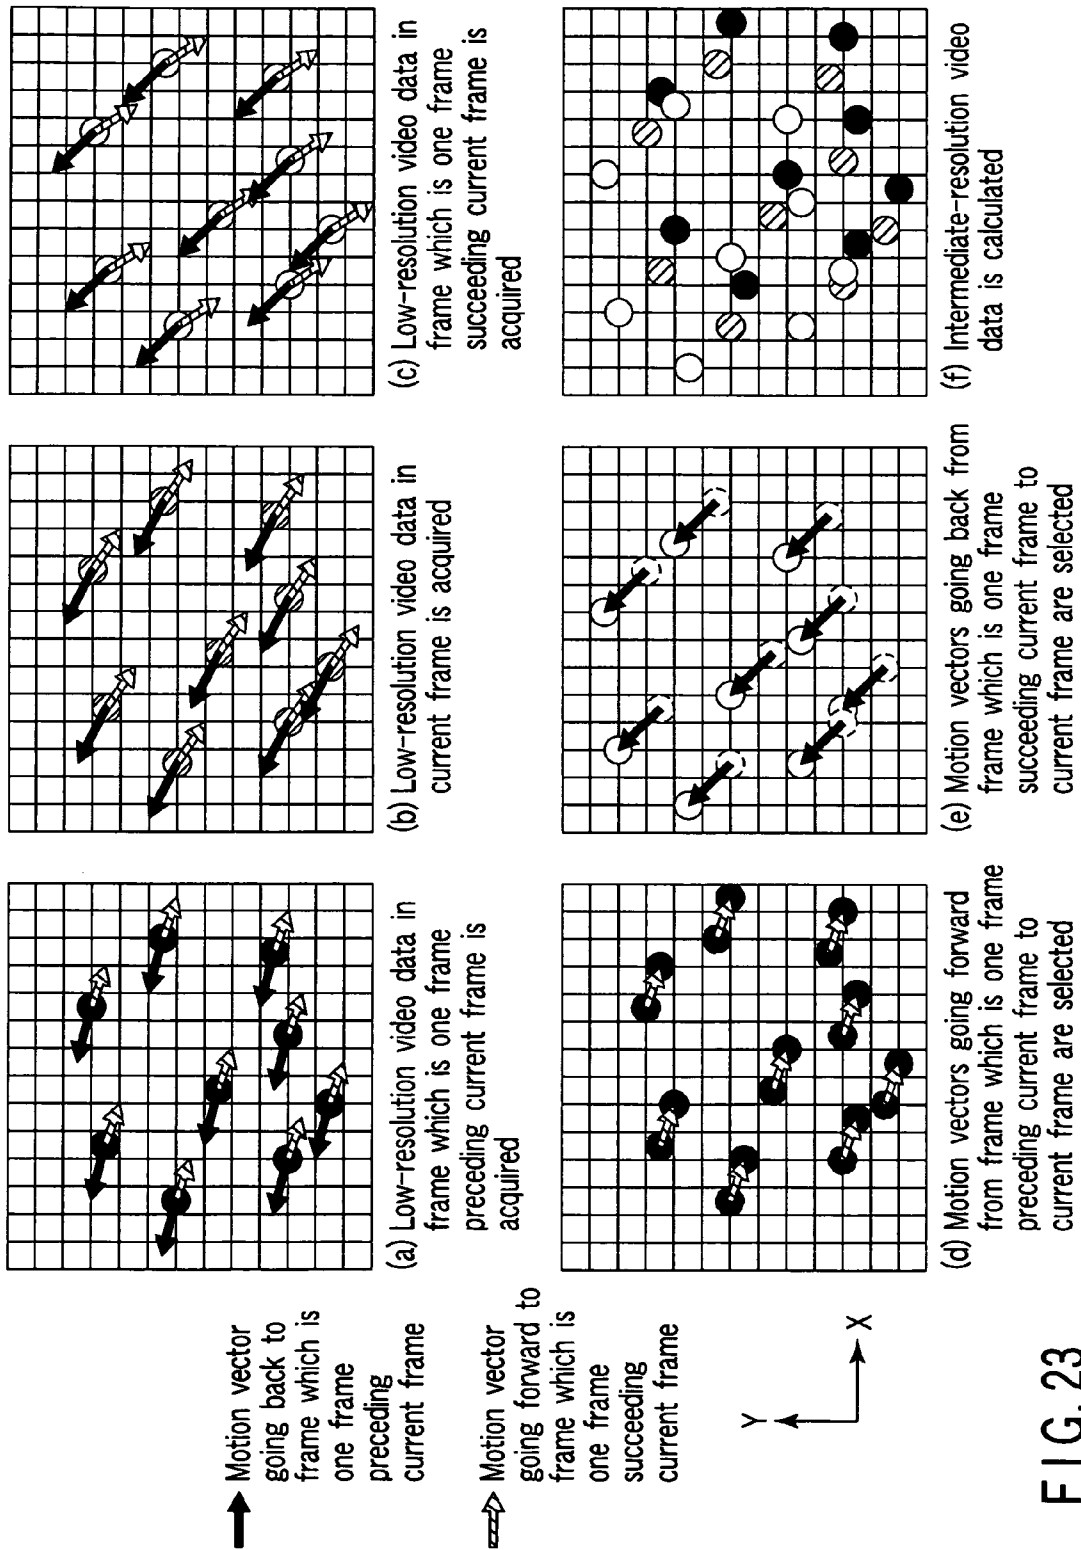 Motion vector
going back to
frame which is
one frame
preceding
current frame
Motion vector
going forward to
frame which is
one frame
succeeding
current frame
Y
X
(a) Low-resolution video data in
frame which is one frame
preceding current frame is
acquired
(b) Low-resolution video data in
current frame is acquired
(c) Low-resolution video data in
frame which is one frame
succeeding current frame is
acquired
(d) Motion vectors going forward
from frame which is one frame
preceding current frame to
current frame are selected
(e) Motion vectors going back from
frame which is one frame
succeeding current frame to
current frame are selected
(f) Intermediate-resolution video
data is calculated
FIG. 23